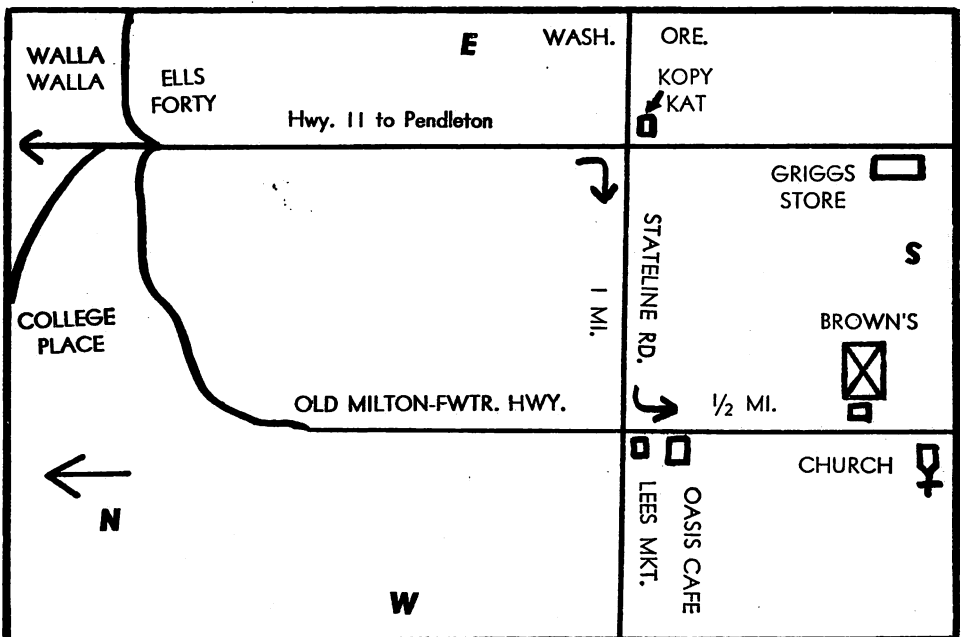 WALLA
WALLA
ELLS
FORTY
E
WASH.
ORE.
KOPY
KAT
Hwy. 11 to Pendleton
GRIGGS
STORE
S
STATELINE RD.
1 MI.
COLLEGE
PLACE
BROWN'S
OLD MILTON-FWTR. HWY.
1/2 MI.
CHURCH
LEES MKT.
OASIS CAFE
N
W